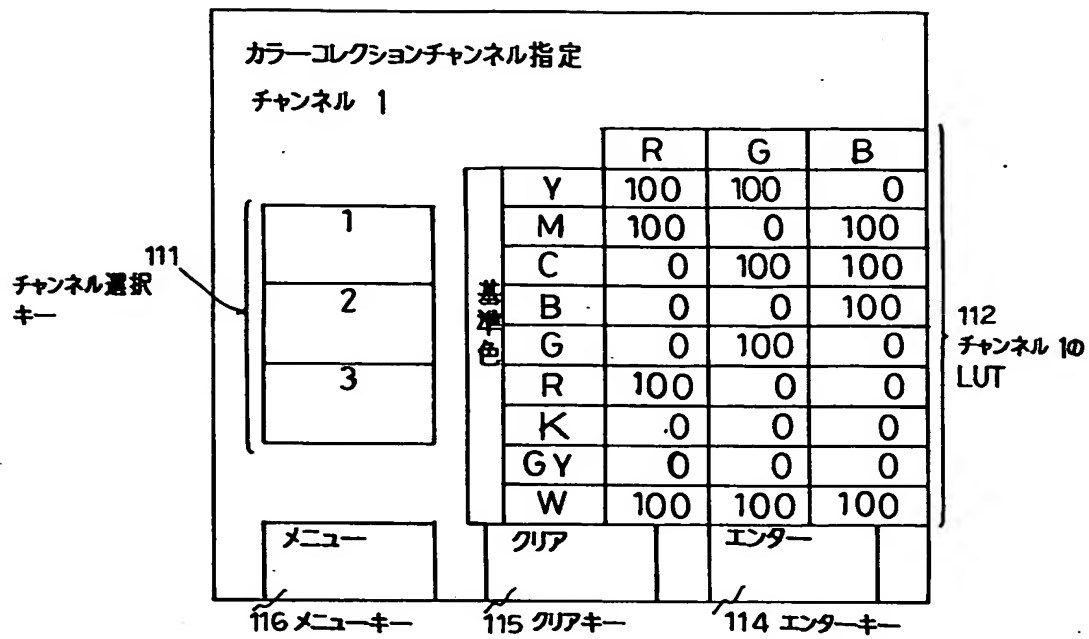 カラーコレクションチャンネル指定
チャンネル 1
R G B
Y 100 100 0
M 100 0 100
C 0 100 100
B 0 0 100
G 0 100 0
R 100 0 0
K 0 0 0
GY 0 0 0
W 100 100 100
基準色
1
2
3
111
チャンネル選択
キー
112
チャンネル 1の
LUT
メニュー クリア エンター
116 メニューキー 115 クリアキー 114 エンターキー